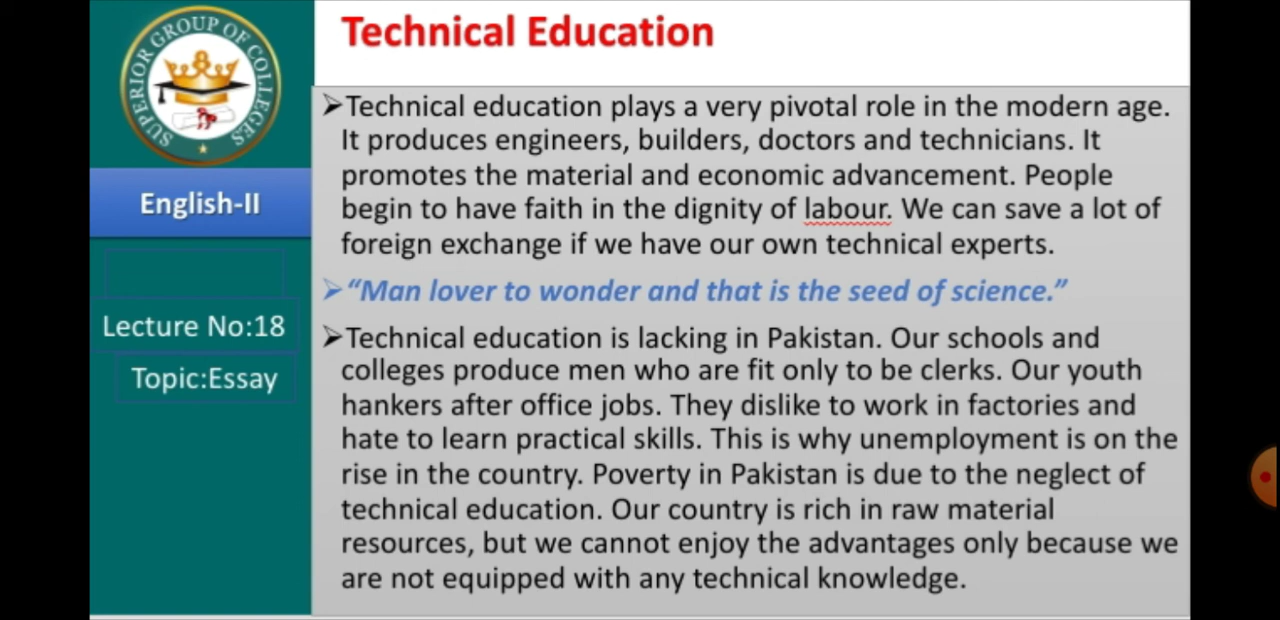 SUPERIOR GROUP OF COLLEGES
English-II
Lecture No:18
Topic:Essay
Technical Education
➢Technical education plays a very pivotal role in the modern age.
It produces engineers, builders, doctors and technicians. It
promotes the material and economic advancement. People
begin to have faith in the dignity of labour. We can save a lot of
foreign exchange if we have our own technical experts.
➢“Man lover to wonder and that is the seed of science.”
➢Technical education is lacking in Pakistan. Our schools and
colleges produce men who are fit only to be clerks. Our youth
hankers after office jobs. They dislike to work in factories and
hate to learn practical skills. This is why unemployment is on the
rise in the country. Poverty in Pakistan is due to the neglect of
technical education. Our country is rich in raw material
resources, but we cannot enjoy the advantages only because we
are not equipped with any technical knowledge.